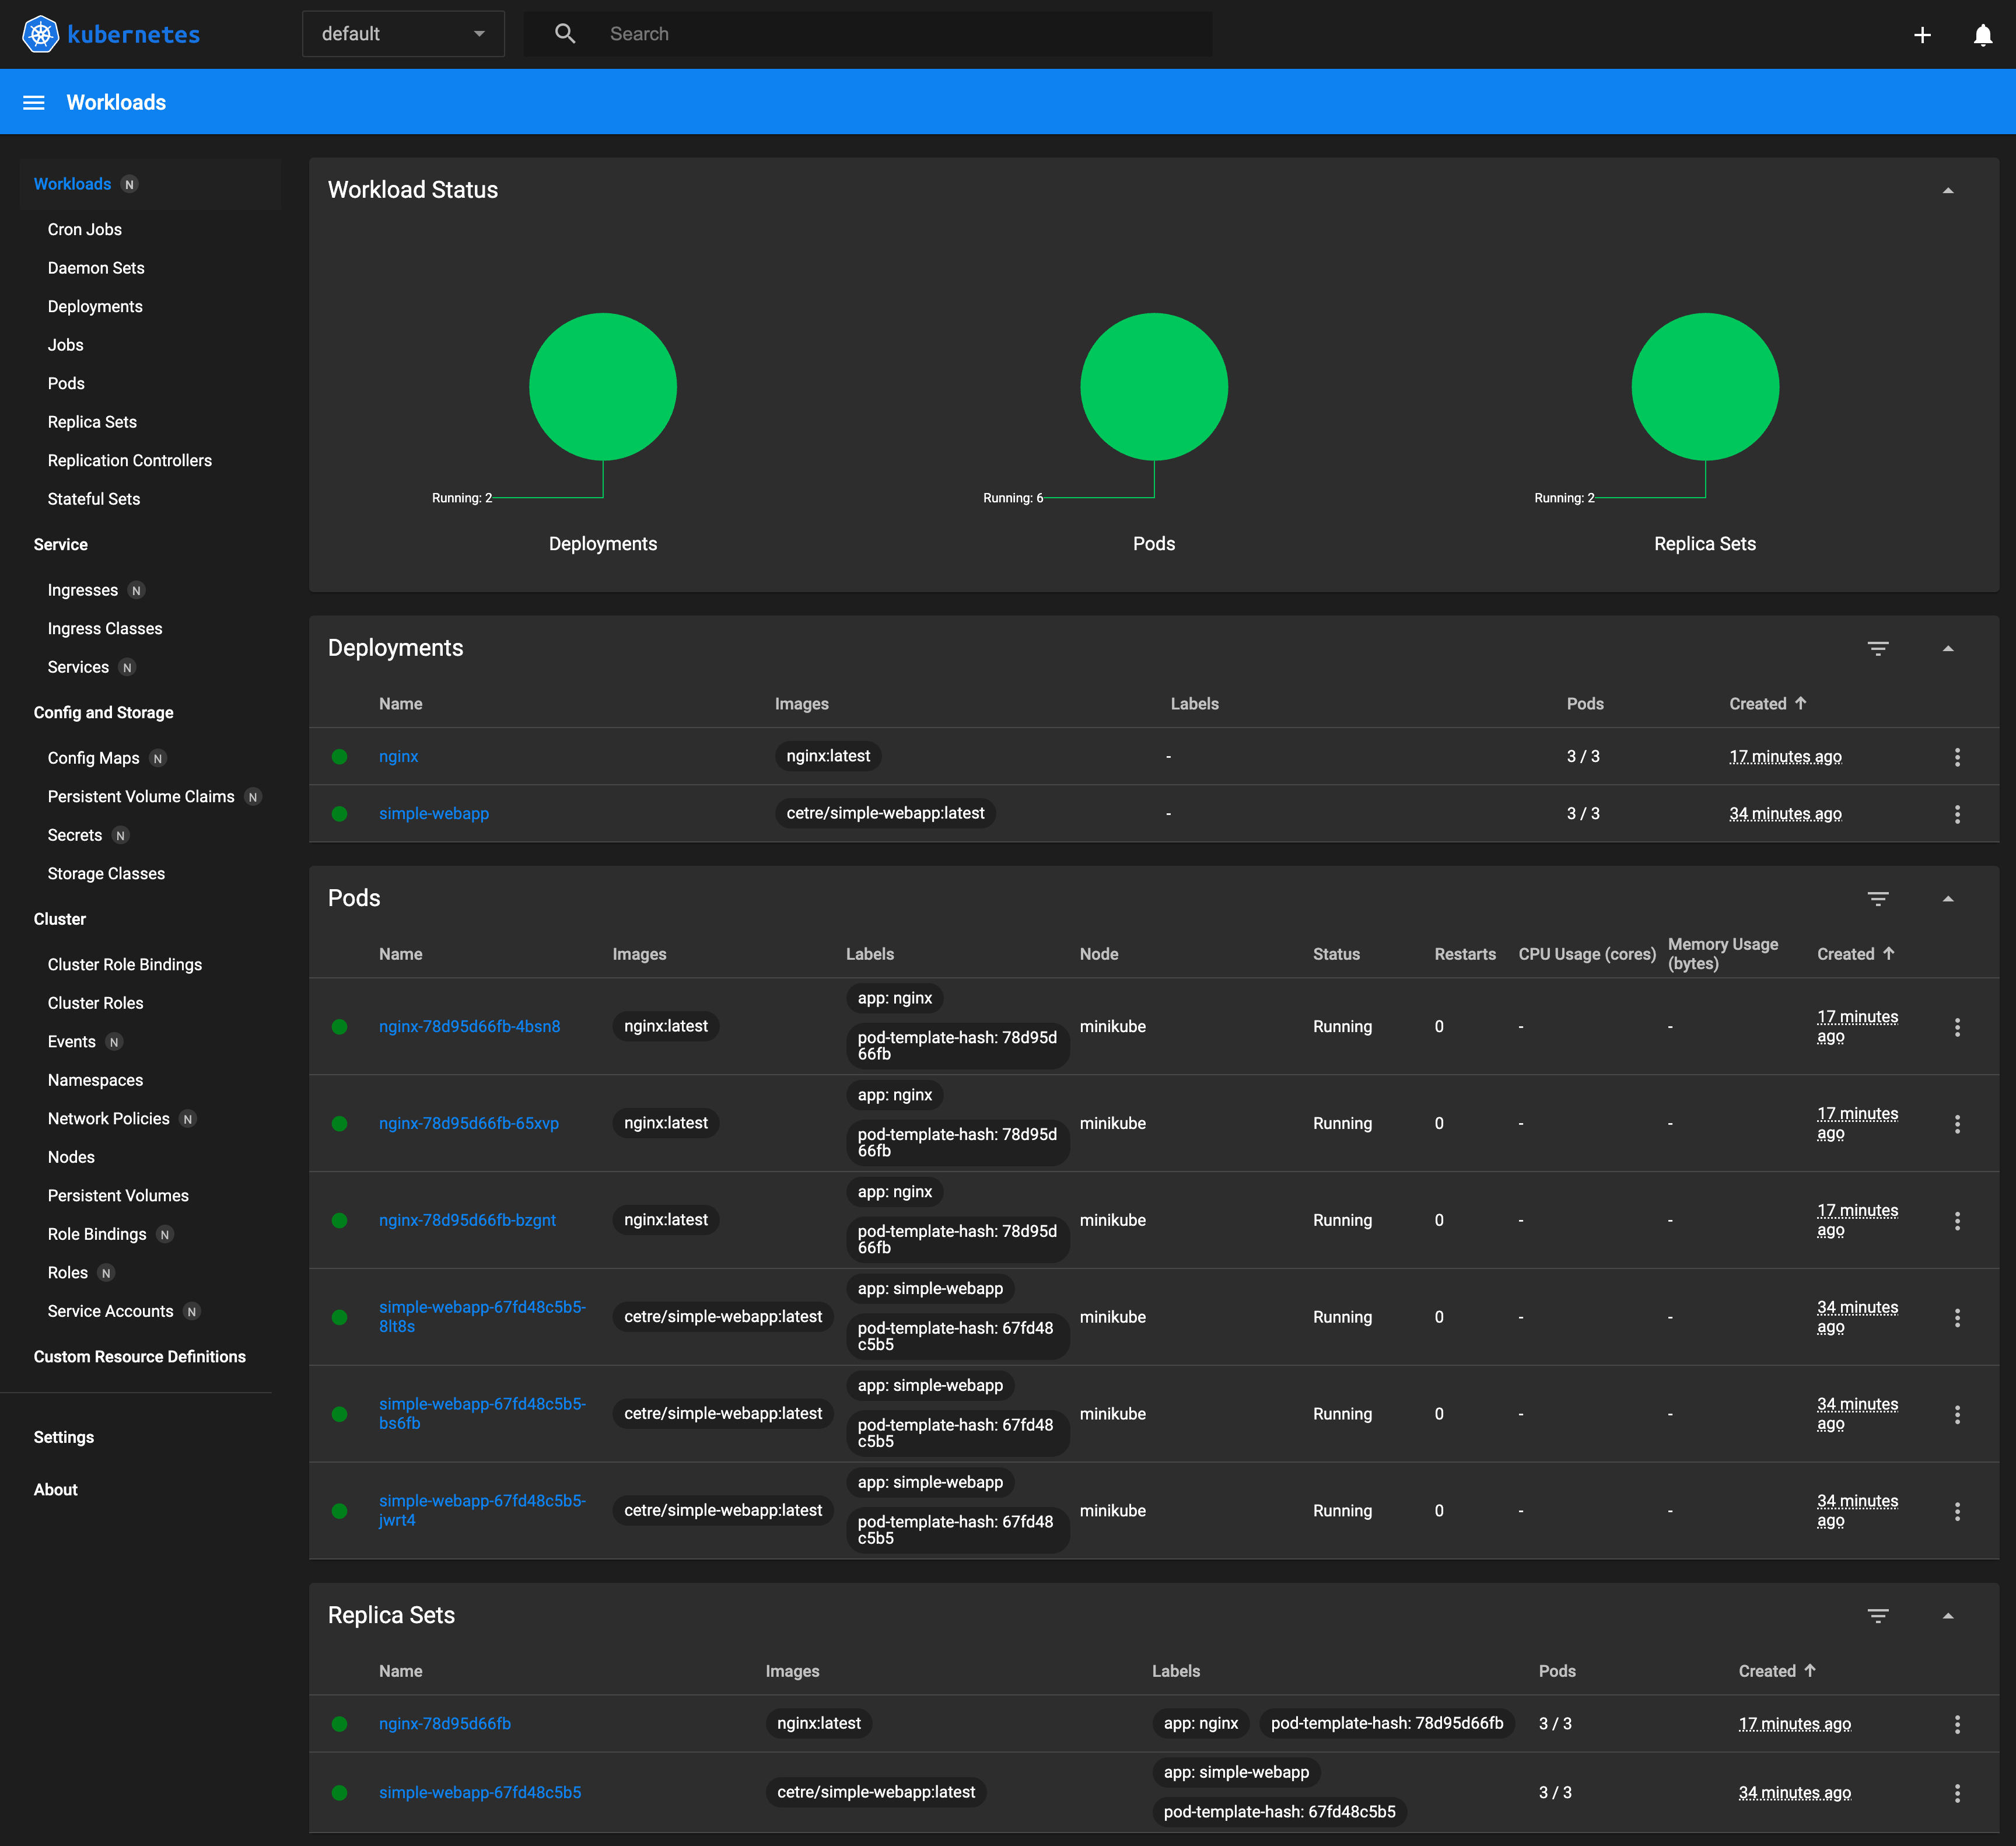 kubernetes
default
Search
Workloads
Workloads N
Cron Jobs
Daemon Sets
Deployments
Jobs
Pods
Replica Sets
Replication Controllers
Stateful Sets
Service
Ingresses N
Ingress Classes
Services N
Config and Storage
Config Maps N
Persistent Volume Claims N
Secrets N
Storage Classes
Cluster
Cluster Role Bindings
Cluster Roles
Events N
Namespaces
Network Policies N
Nodes
Persistent Volumes
Role Bindings N
Roles N
Service Accounts N
Custom Resource Definitions
Settings
About
Workload Status
Running: 2
Deployments
Running: 6
Pods
Running: 2
Replica Sets
Deployments
Name Images Labels Pods Created
nginx nginx:latest - 3 / 3 17 minutes ago
simple-webapp cetre/simple-webapp:latest - 3 / 3 34 minutes ago
Pods
Name Images Labels Node Status Restarts CPU Usage (cores) Memory Usage (bytes) Created
nginx-78d95d66fb-4bsn8 nginx:latest app: nginx
pod-template-hash: 78d95d
66fb
minikube Running 0 - - 17 minutes
ago
nginx-78d95d66fb-65xvp nginx:latest app: nginx
pod-template-hash: 78d95d
66fb
minikube Running 0 - - 17 minutes
ago
nginx-78d95d66fb-bzgnt nginx:latest app: nginx
pod-template-hash: 78d95d
66fb
minikube Running 0 - - 17 minutes
ago
simple-webapp-67fd48c5b5-
8lt8s
cetre/simple-webapp:latest app: simple-webapp
pod-template-hash: 67fd48
c5b5
minikube Running 0 - - 34 minutes
ago
simple-webapp-67fd48c5b5-
bs6fb
cetre/simple-webapp:latest app: simple-webapp
pod-template-hash: 67fd48
c5b5
minikube Running 0 - - 34 minutes
ago
simple-webapp-67fd48c5b5-
jwrt4
cetre/simple-webapp:latest app: simple-webapp
pod-template-hash: 67fd48
c5b5
minikube Running 0 - - 34 minutes
ago
Replica Sets
Name Images Labels Pods Created
nginx-78d95d66fb nginx:latest app: nginx pod-template-hash: 78d95d66fb 3 / 3 17 minutes ago
simple-webapp-67fd48c5b5 cetre/simple-webapp:latest app: simple-webapp
pod-template-hash: 67fd48c5b5
3 / 3 34 minutes ago